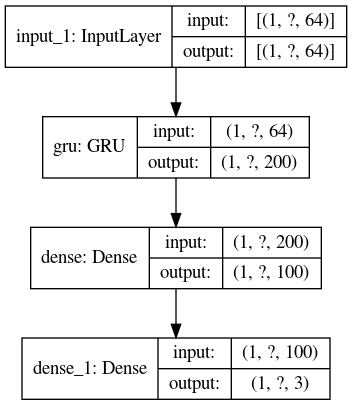 input_1: InputLayer
input: [(1, ?, 64)]
output: [(1, ?, 64)]
gru: GRU
input: (1, ?, 64)
output: (1, ?, 200)
dense: Dense
input: (1, ?, 200)
output: (1, ?, 100)
dense_1: Dense
input: (1, ?, 100)
output: (1, ?, 3)